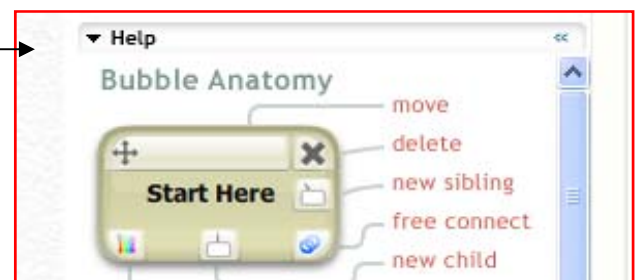 Help
Bubble Anatomy
move
delete
Start Here
new sibling
free connect
new child